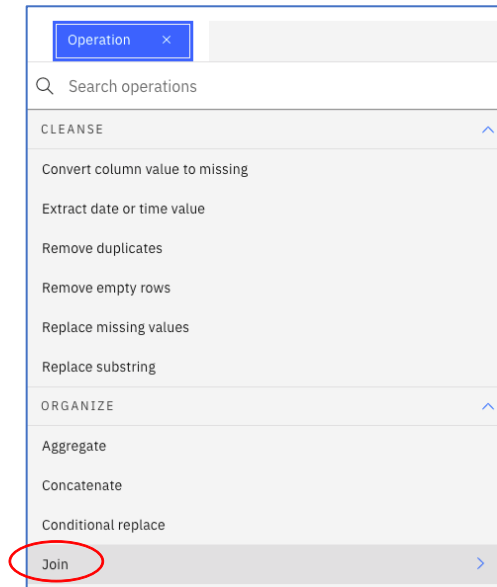 Operation ×
Search operations
CLEANSE
Convert column value to missing
Extract date or time value
Remove duplicates
Remove empty rows
Replace missing values
Replace substring
ORGANIZE
Aggregate
Concatenate
Conditional replace
Join